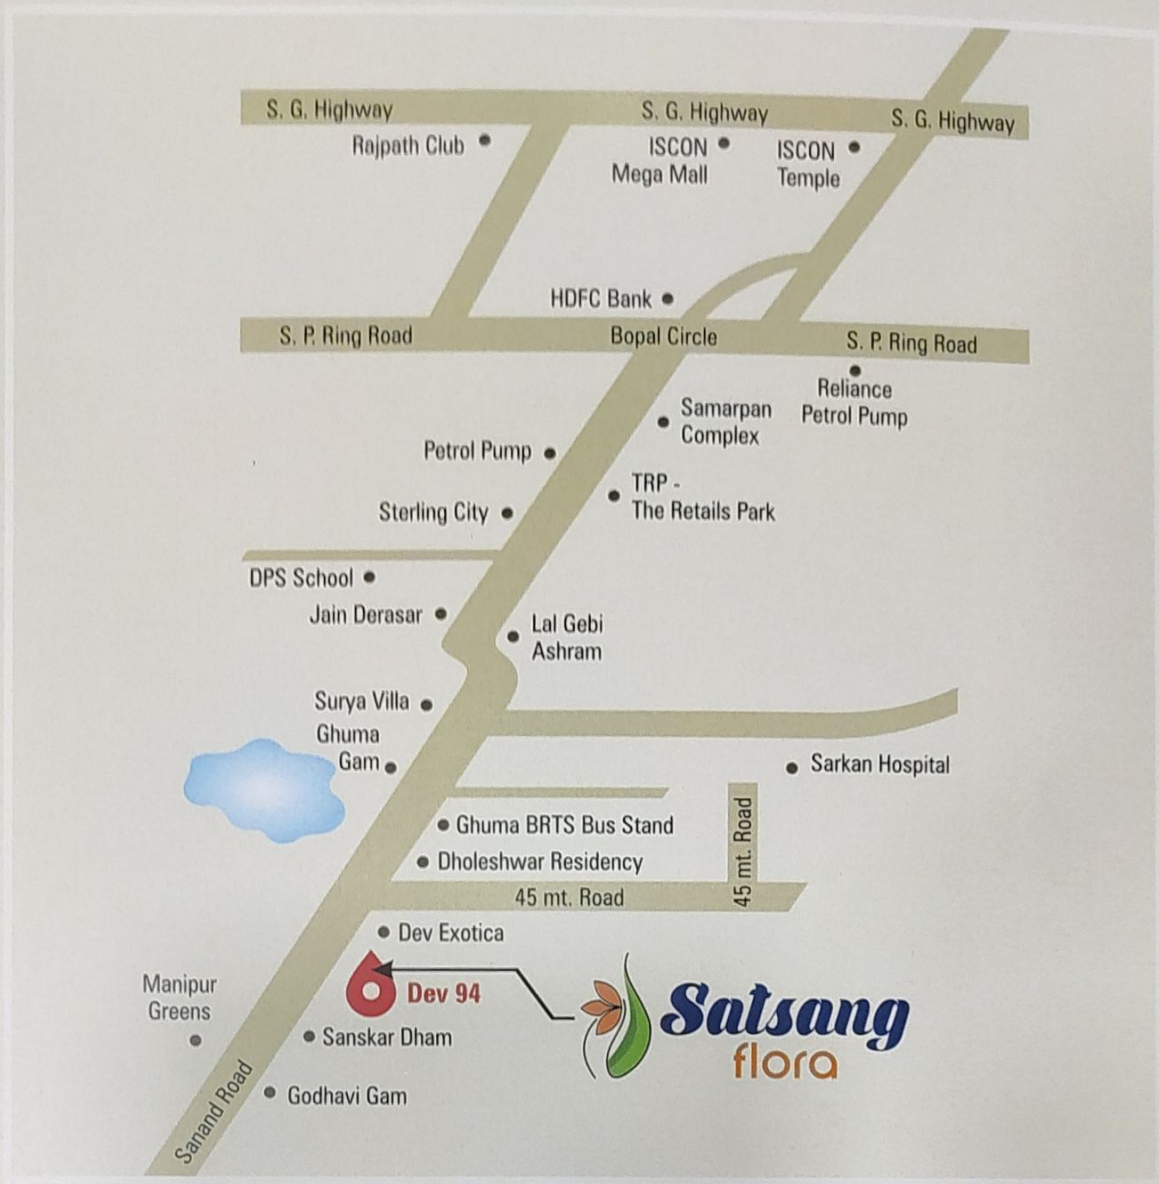 S. G. Highway
S. G. Highway
S. G. Highway
Rajpath Club
ISCON
Mega Mall
ISCON
Temple
HDFC Bank
S. P. Ring Road
Bopal Circle
S. P. Ring Road
Reliance
Petrol Pump
Samarpan
Complex
Petrol Pump
TRP -
The Retails Park
Sterling City
DPS School
Jain Derasar
Lal Gebi
Ashram
Surya Villa
Ghuma
Gam
Sarkan Hospital
Ghuma BRTS Bus Stand
45 mt. Road
Dholeshwar Residency
45 mt. Road
Dev Exotica
Manipur
Greens
Dev 94
Satsang
flora
Sanskar Dham
Godhavi Gam
Sanand Road